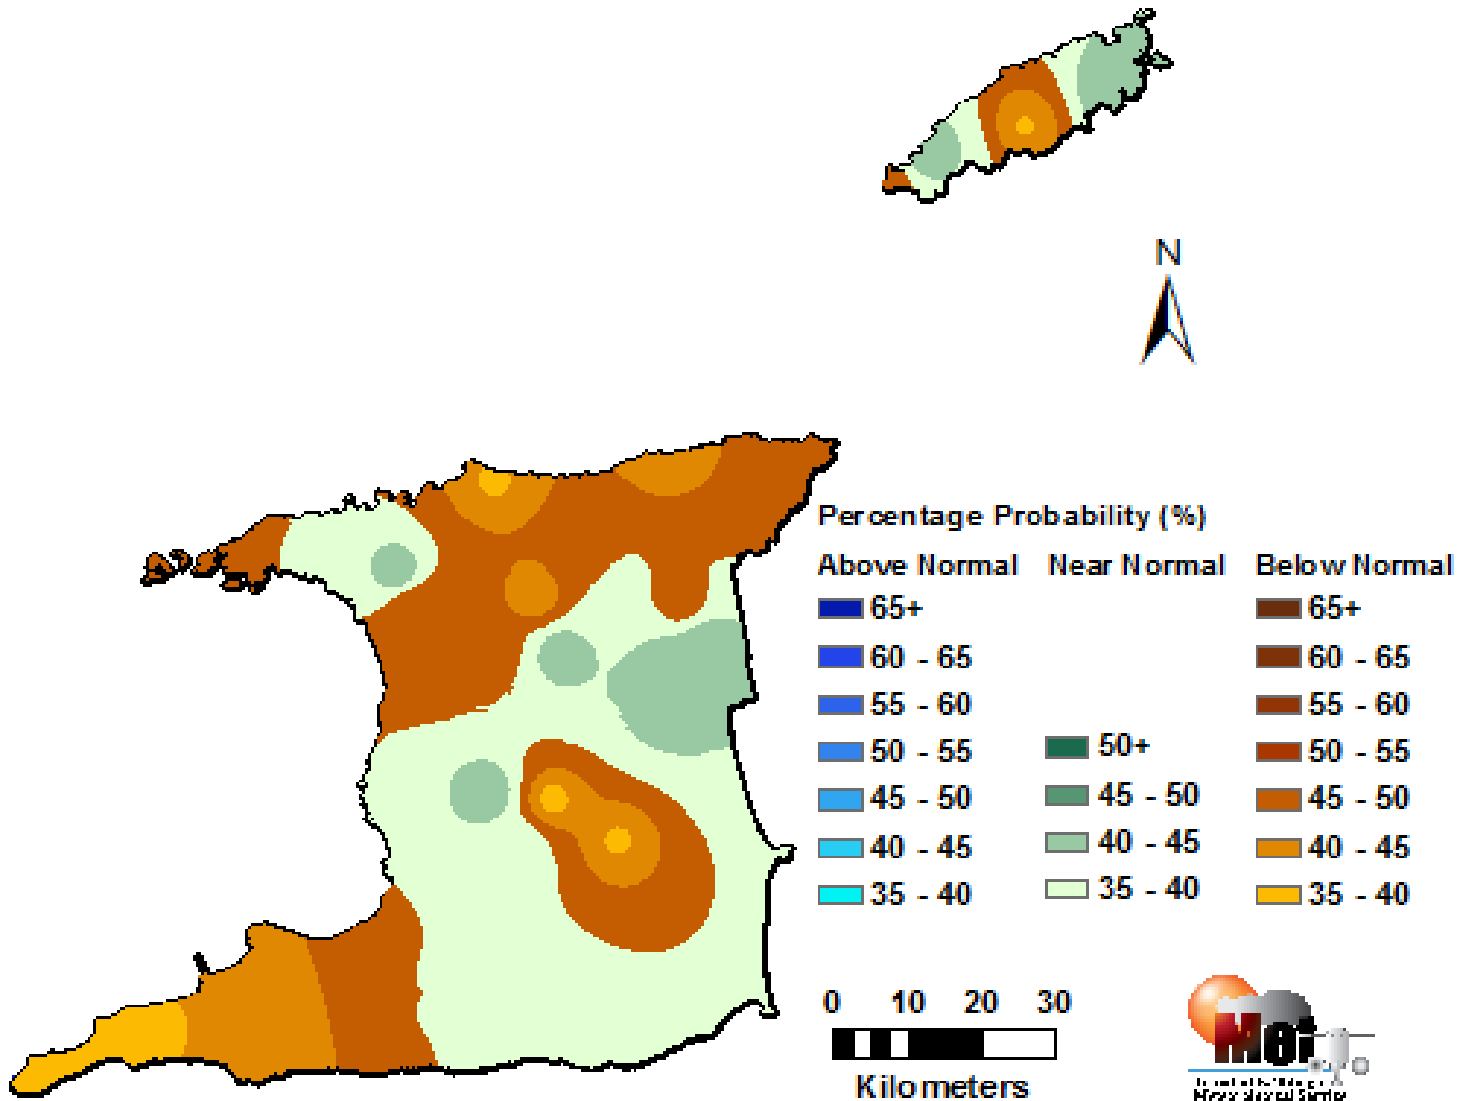 N
Percentage Probability (%)
Above Normal Near Normal Below Normal
65+ 65+
60 - 65 60 - 65
55 - 60 55 - 60
50 - 55 50+ 50 - 55
45 - 50 45 - 50 45 - 50
40 - 45 40 - 45 40 - 45
35 - 40 35 - 40 35 - 40
0 10 20 30
Kilometers
Met